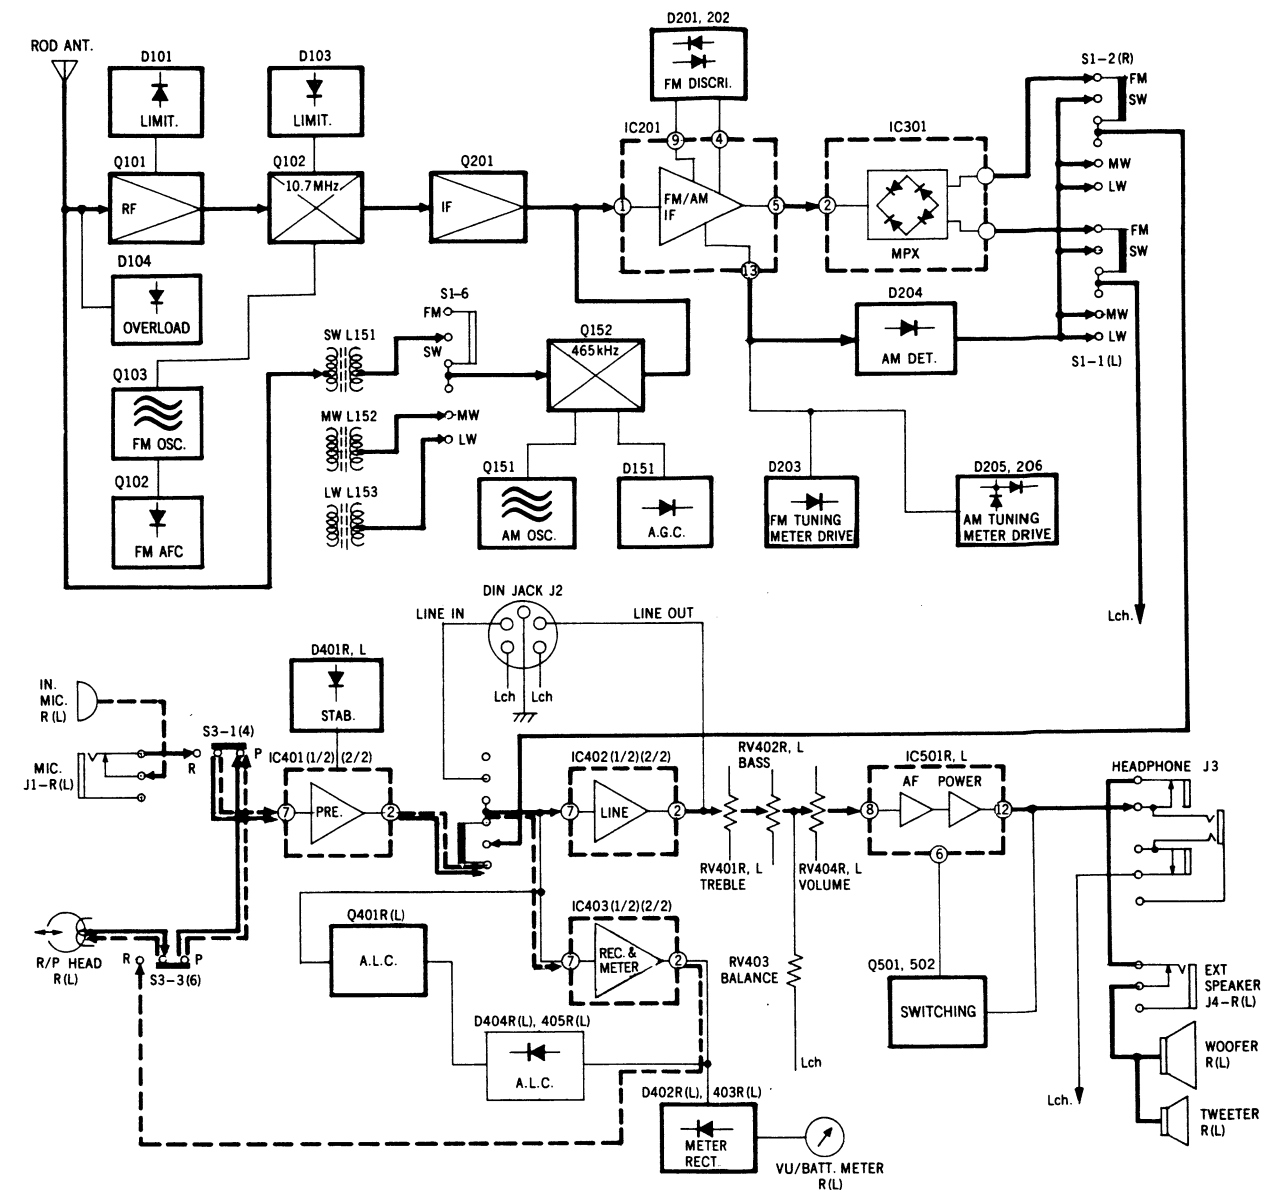 ROD ANT.
D101
LIMIT.
D103
LIMIT.
Q101
RF
Q102
10.7MHz
Q201
IF
D201, 202
FM DISCRI.
IC201
9
4
1
FM/AM
IF
5
13
IC301
2
MPX
S1-2(R)
FM
SW
MW
LW
FM
SW
MW
LW
S1-1(L)
D104
OVERLOAD
Q103
FM OSC.
Q102
FM AFC
SW L151
MW L152
LW L153
S1-6
FM
SW
MW
LW
Q152
465kHz
Q151
AM OSC.
D151
A.G.C.
D204
AM DET.
D203
FM TUNING
METER DRIVE
D205, 206
AM TUNING
METER DRIVE
Lch.
DIN JACK J2
LINE IN
LINE OUT
Lch
Lch
D401R, L
STAB.
IN.
MIC.
R(L)
MIC.
J1-R(L)
R
S3-1(4)
P
IC401(1/2)(2/2)
7
PRE.
2
IC402(1/2)(2/2)
7
LINE
2
RV402R, L
BASS
RV401R, L
TREBLE
RV404R, L
VOLUME
RV403
BALANCE
Lch
IC501R, L
AF POWER
8
12
6
Q501, 502
SWITCHING
HEADPHONE J3
EXT
SPEAKER
J4-R(L)
WOOFER
R(L)
TWEETER
R(L)
Lch.
R/P HEAD
R(L)
R
P
S3-3(6)
Q401R(L)
A.L.C.
IC403(1/2)(2/2)
7
REC. &
METER
2
D404R(L), 405R(L)
A.L.C.
D402R(L), 403R(L)
METER
RECT.
VU/BATT. METER
R(L)